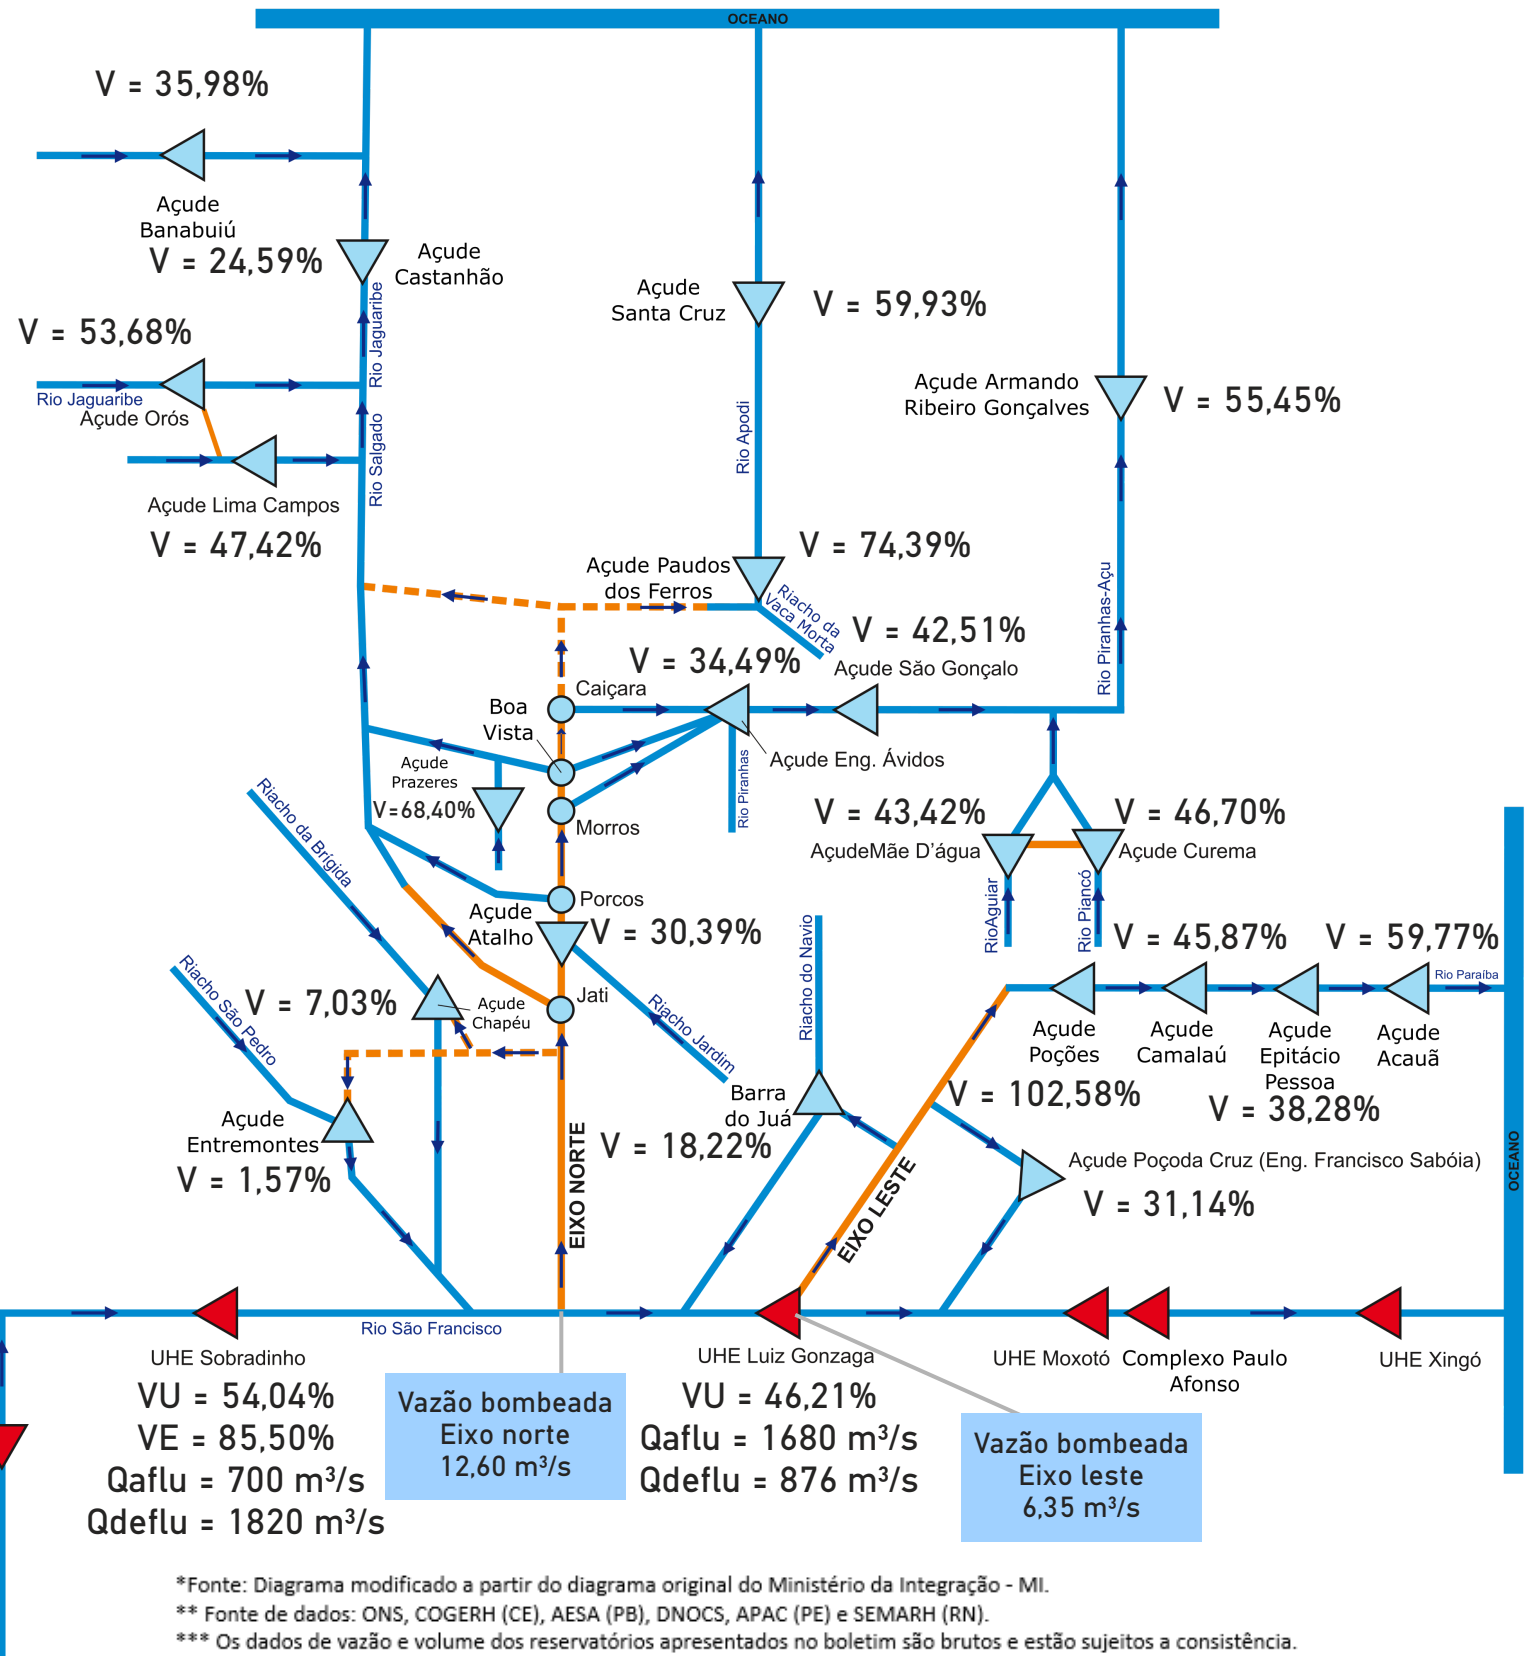 OCEANO
V = 35,98%
Açude
Banabuiú
V = 24,59%
Açude
Castanhão
Rio Jaguaribe
V = 53,68%
Rio Jaguaribe
Açude Orós
Rio Salgado
Açude Lima Campos
V = 47,42%
Açude
Santa Cruz
V = 59,93%
Rio Apodi
Açude Armando
Ribeiro Gonçalves
V = 55,45%
Açude Paudos
dos Ferros
V = 74,39%
Riacho da
Vaca Morta
Rio Piranhas-Açu
V = 42,51%
Açude São Gonçalo
V = 34,49%
Caiçara
Boa
Vista
Açude Eng. Ávidos
Rio Piranhas
Açude
Prazeres
V=68,40%
Morros
Riacho da Brígida
V = 43,42%
AçudeMãe D'água
V = 46,70%
Açude Curema
RioAguiar
Rio Piancó
Porcos
Açude
Atalho
V = 30,39%
Riacho do Navio
V = 45,87%
V = 59,77%
Rio Paraíba
Riacho São Pedro
V = 7,03%
Açude
Chapéu
Jati
Riacho Jardim
Açude
Poções
Açude
Camalaú
Açude
Epitácio
Pessoa
Açude
Acauã
V = 102,58%
V = 38,28%
Barra
do Juá
V = 18,22%
Açude
Entremontes
V = 1,57%
EIXO NORTE
EIXO LESTE
Açude Poçoda Cruz (Eng. Francisco Sabóia)
V = 31,14%
OCEANO
Rio São Francisco
UHE Sobradinho
VU = 54,04%
VE = 85,50%
Qaflu = 700 m³/s
Qdeflu = 1820 m³/s
Vazão bombeada
Eixo norte
12,60 m³/s
UHE Luiz Gonzaga
VU = 46,21%
Qaflu = 1680 m³/s
Qdeflu = 876 m³/s
Vazão bombeada
Eixo leste
6,35 m³/s
UHE Moxotó
Complexo Paulo
Afonso
UHE Xingó
*Fonte: Diagrama modificado a partir do diagrama original do Ministério da Integração - MI.
** Fonte de dados: ONS, COGERH (CE), AESA (PB), DNOCS, APAC (PE) e SEMARH (RN).
*** Os dados de vazão e volume dos reservatórios apresentados no boletim são brutos e estão sujeitos a consistência.